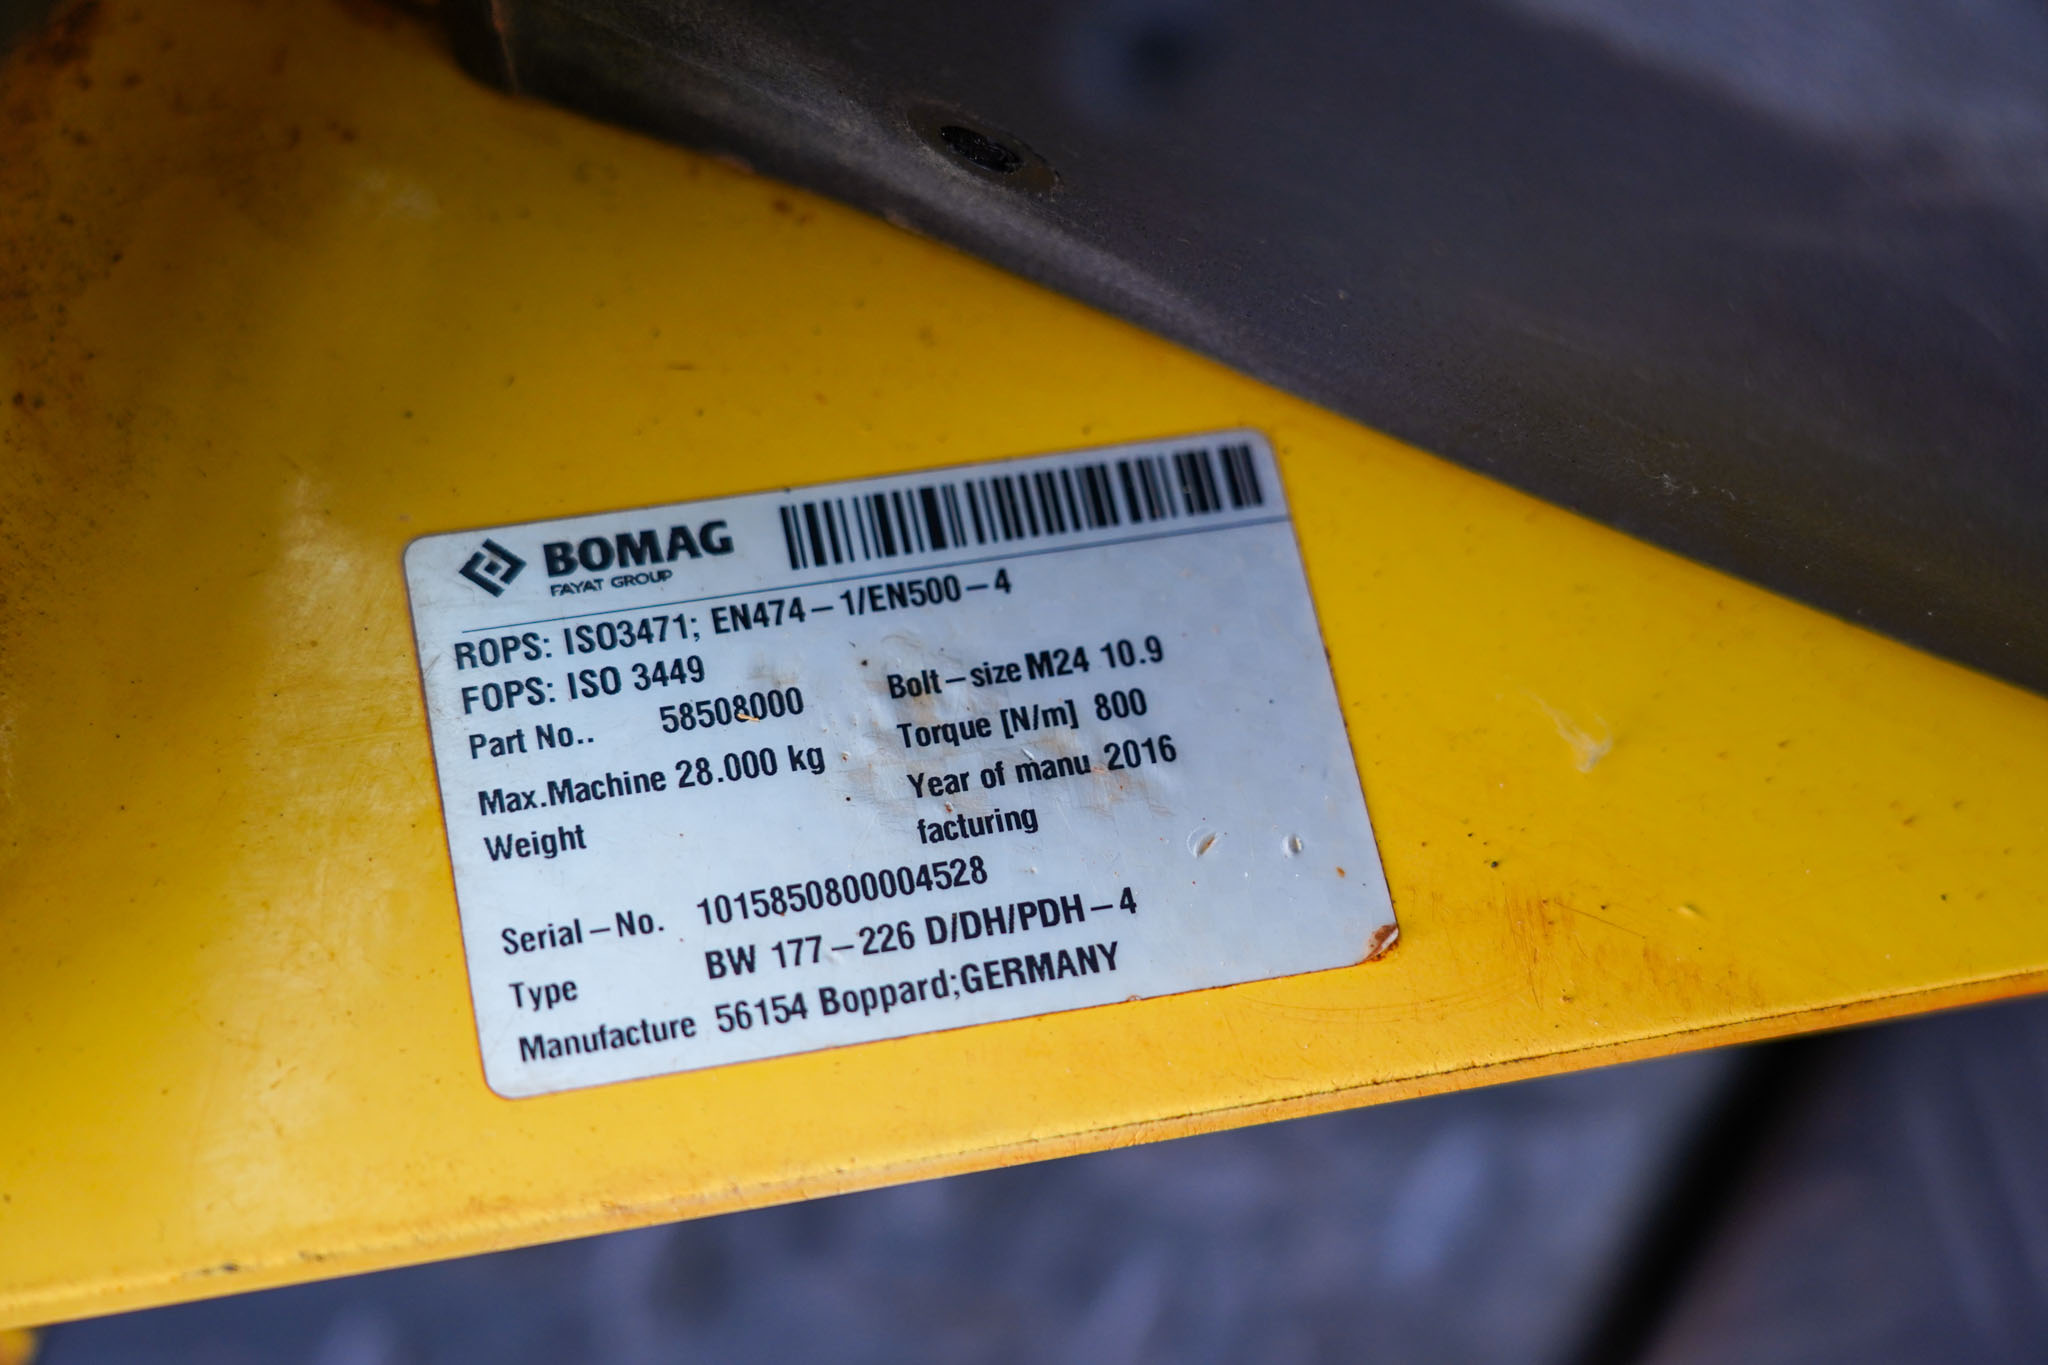 BOMAG
FAYAT GROUP
ROPS: ISO3471; EN474-1/EN500-4
FOPS: ISO 3449
Part No.. 58508000
Max.Machine 28.000 kg
Weight
Bolt-size M24 10.9
Torque [N/m] 800
Year of manu 2016
facturing
Serial-No. 1015850800004528
Type BW 177-226 D/DH/PDH-4
Manufacture 56154 Boppard;GERMANY